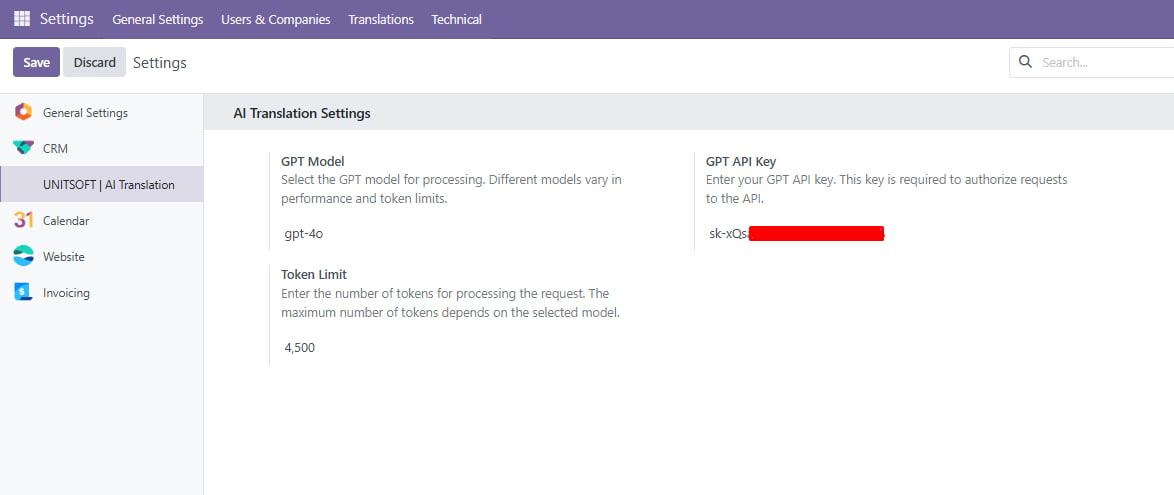 Settings General Settings Users & Companies Translations Technical
Save Discard Settings Search...
General Settings
CRM
UNITSOFT | AI Translation
31 Calendar
Website
Invoicing
AI Translation Settings
GPT Model
Select the GPT model for processing. Different models vary in
performance and token limits.
gpt-4o
GPT API Key
Enter your GPT API key. This key is required to authorize requests
to the API.
sk-xQs
Token Limit
Enter the number of tokens for processing the request. The
maximum number of tokens depends on the selected model.
4,500